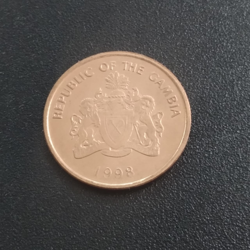 REPUBLIC OF THE GAMBIA
1998